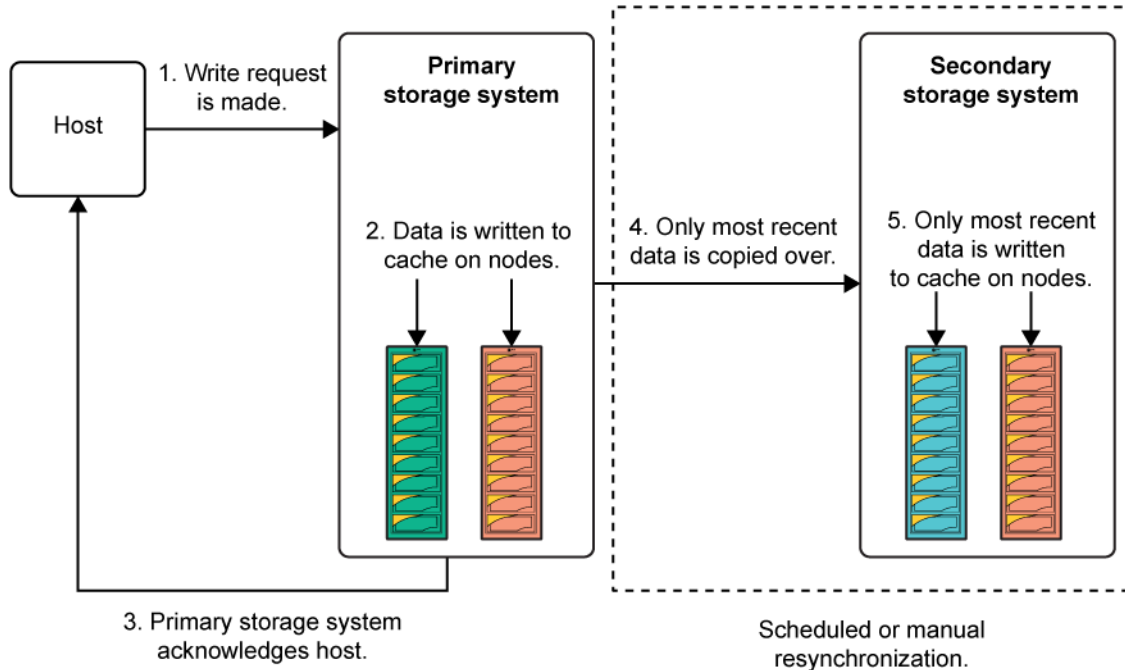 Host
1. Write request
is made.
Primary
storage system
2. Data is written to
cache on nodes.
3. Primary storage system
acknowledges host.
4. Only most recent
data is copied over.
Secondary
storage system
5. Only most recent
data is written
to cache on nodes.
Scheduled or manual
resynchronization.